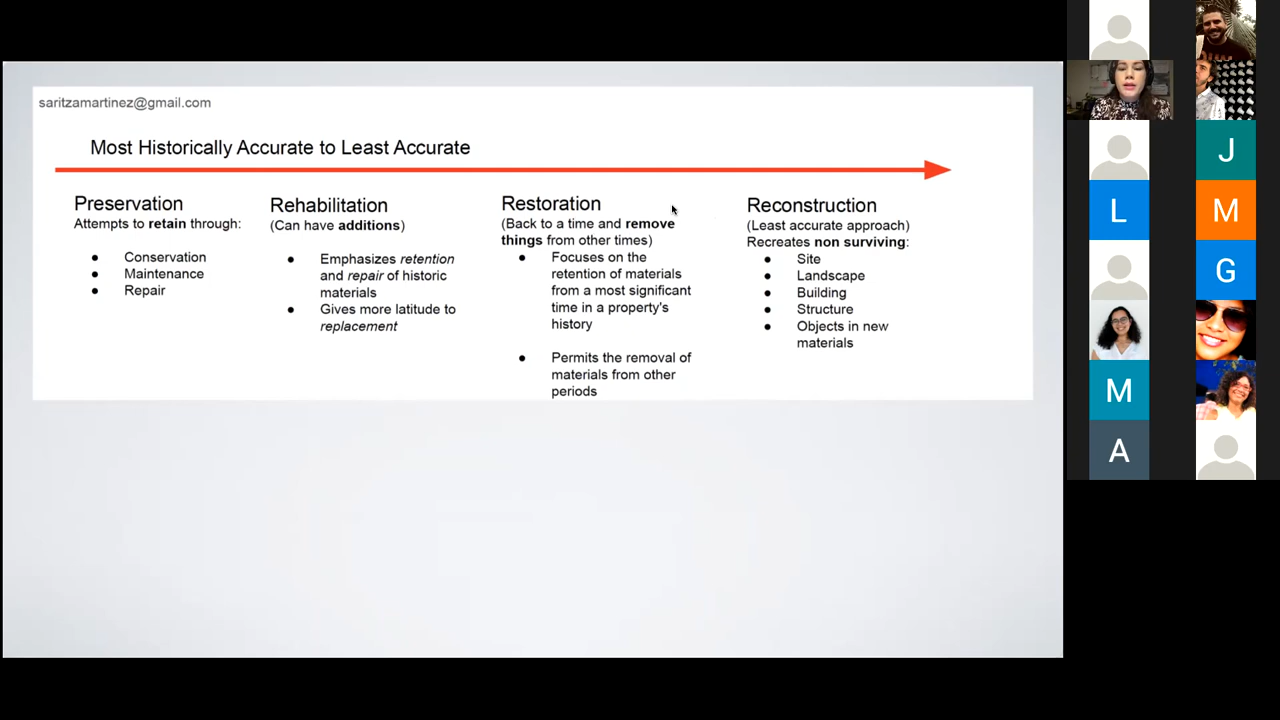 saritzamartinez@gmail.com
Most Historically Accurate to Least Accurate
Preservation
Attempts to retain through:
● Conservation
● Maintenance
● Repair
Rehabilitation
(Can have additions)
● Emphasizes retention
and repair of historic
materials
● Gives more latitude to
replacement
Restoration
(Back to a time and remove
things from other times)
● Focuses on the
retention of materials
from a most significant
time in a property's
history
● Permits the removal of
materials from other
periods
Reconstruction
(Least accurate approach)
Recreates non surviving:
● Site
● Landscape
● Building
● Structure
● Objects in new
materials
J
L
M
G
M
A